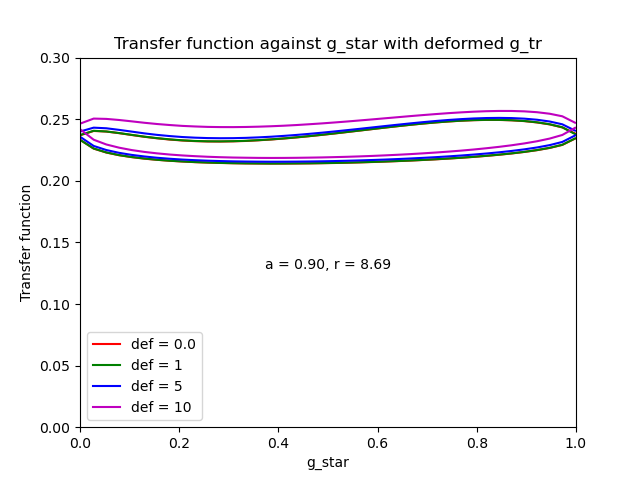 Transfer function against g_star with deformed g_tr
0.30
0.25
0.20
0.15
0.10
0.05
0.00
Transfer function
a = 0.90, r = 8.69
def = 0.0
def = 1
def = 5
def = 10
0.0 0.2 0.4 0.6 0.8 1.0
g_star